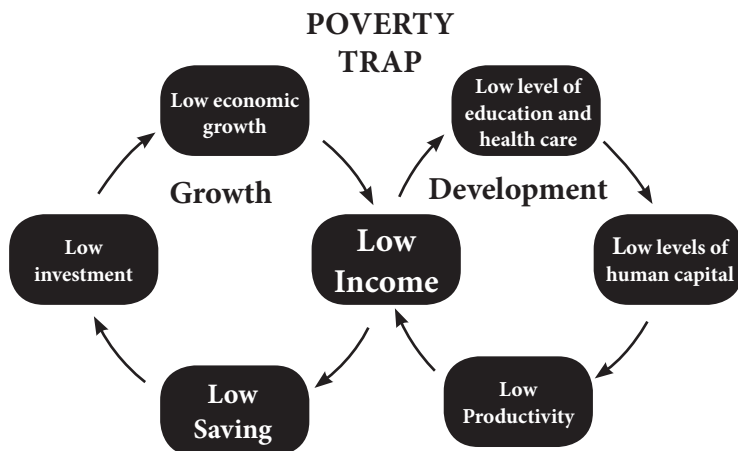 POVERTY
TRAP
Low economic
growth
Low level of
education and
health care
Growth
Development
Low
investment
Low
Income
Low levels of
human capital
Low
Saving
Low
Productivity